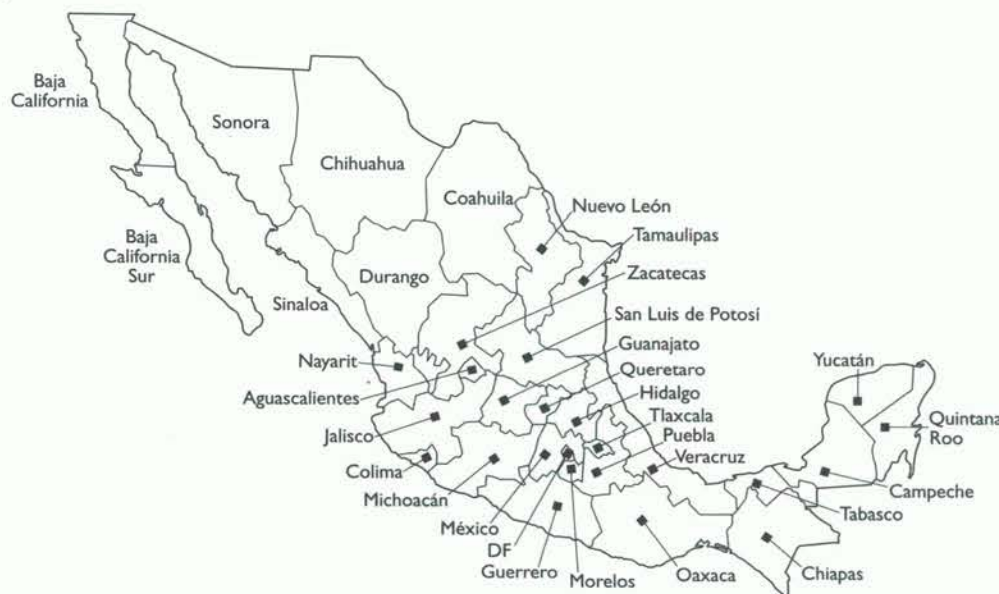 Baja
California
Sonora
Chihuahua
Coahuila
Nuevo León
Tamaulipas
Baja
California
Sur
Durango
Zacatecas
Sinaloa
San Luis de Potosí
Nayarit
Guanajato
Yucatán
Queretaro
Aguascalientes
Hidalgo
Jalisco
Tlaxcala
Quintana
Roo
Puebla
Colima
Veracruz
Michoacán
Campeche
México
Tabasco
DF
Guerrero
Morelos
Oaxaca
Chiapas